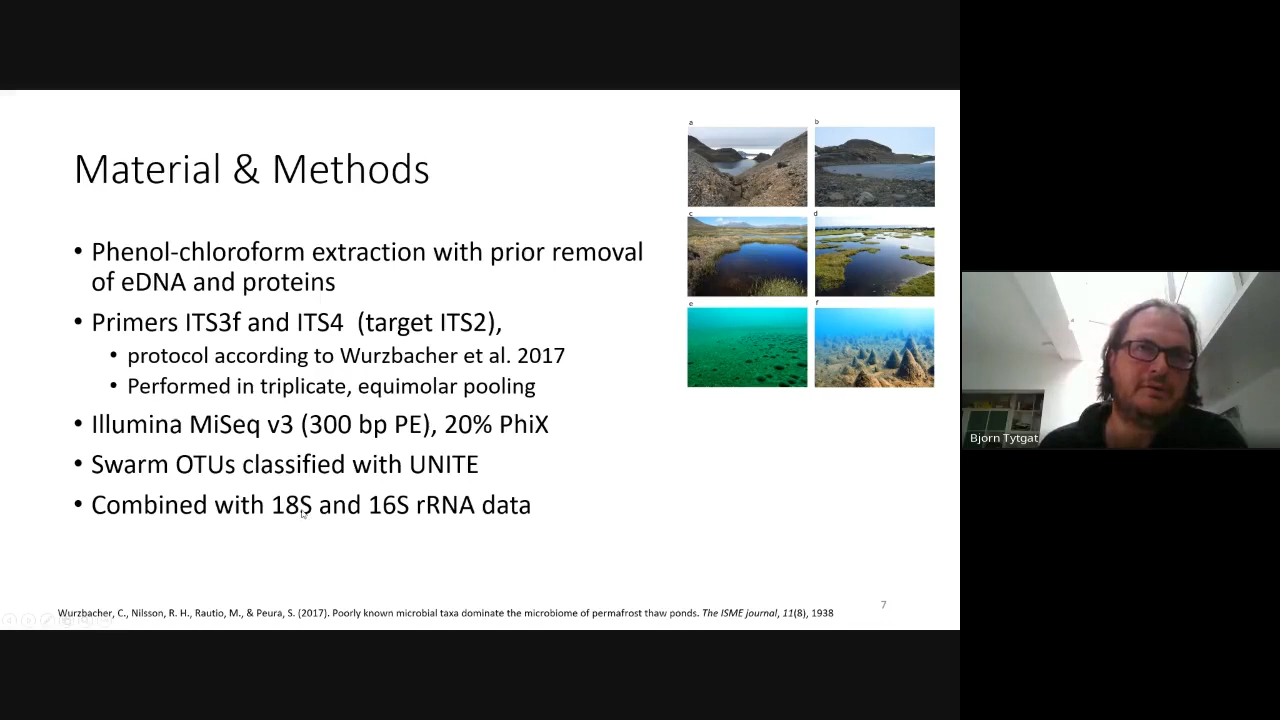 a
b
Material & Methods
c
d
• Phenol-chloroform extraction with prior removal
of eDNA and proteins
e
f
• Primers ITS3f and ITS4 (target ITS2),
• protocol according to Wurzbacher et al. 2017
• Performed in triplicate, equimolar pooling
• Illumina MiSeq v3 (300 bp PE), 20% PhiX
• Swarm OTUs classified with UNITE
• Combined with 18S and 16S rRNA data
Bjorn Tytgat
7
Wurzbacher, C., Nilsson, R. H., Rautio, M., & Peura, S. (2017). Poorly known microbial taxa dominate the microbiome of permafrost thaw ponds. The ISME journal, 11(8), 1938